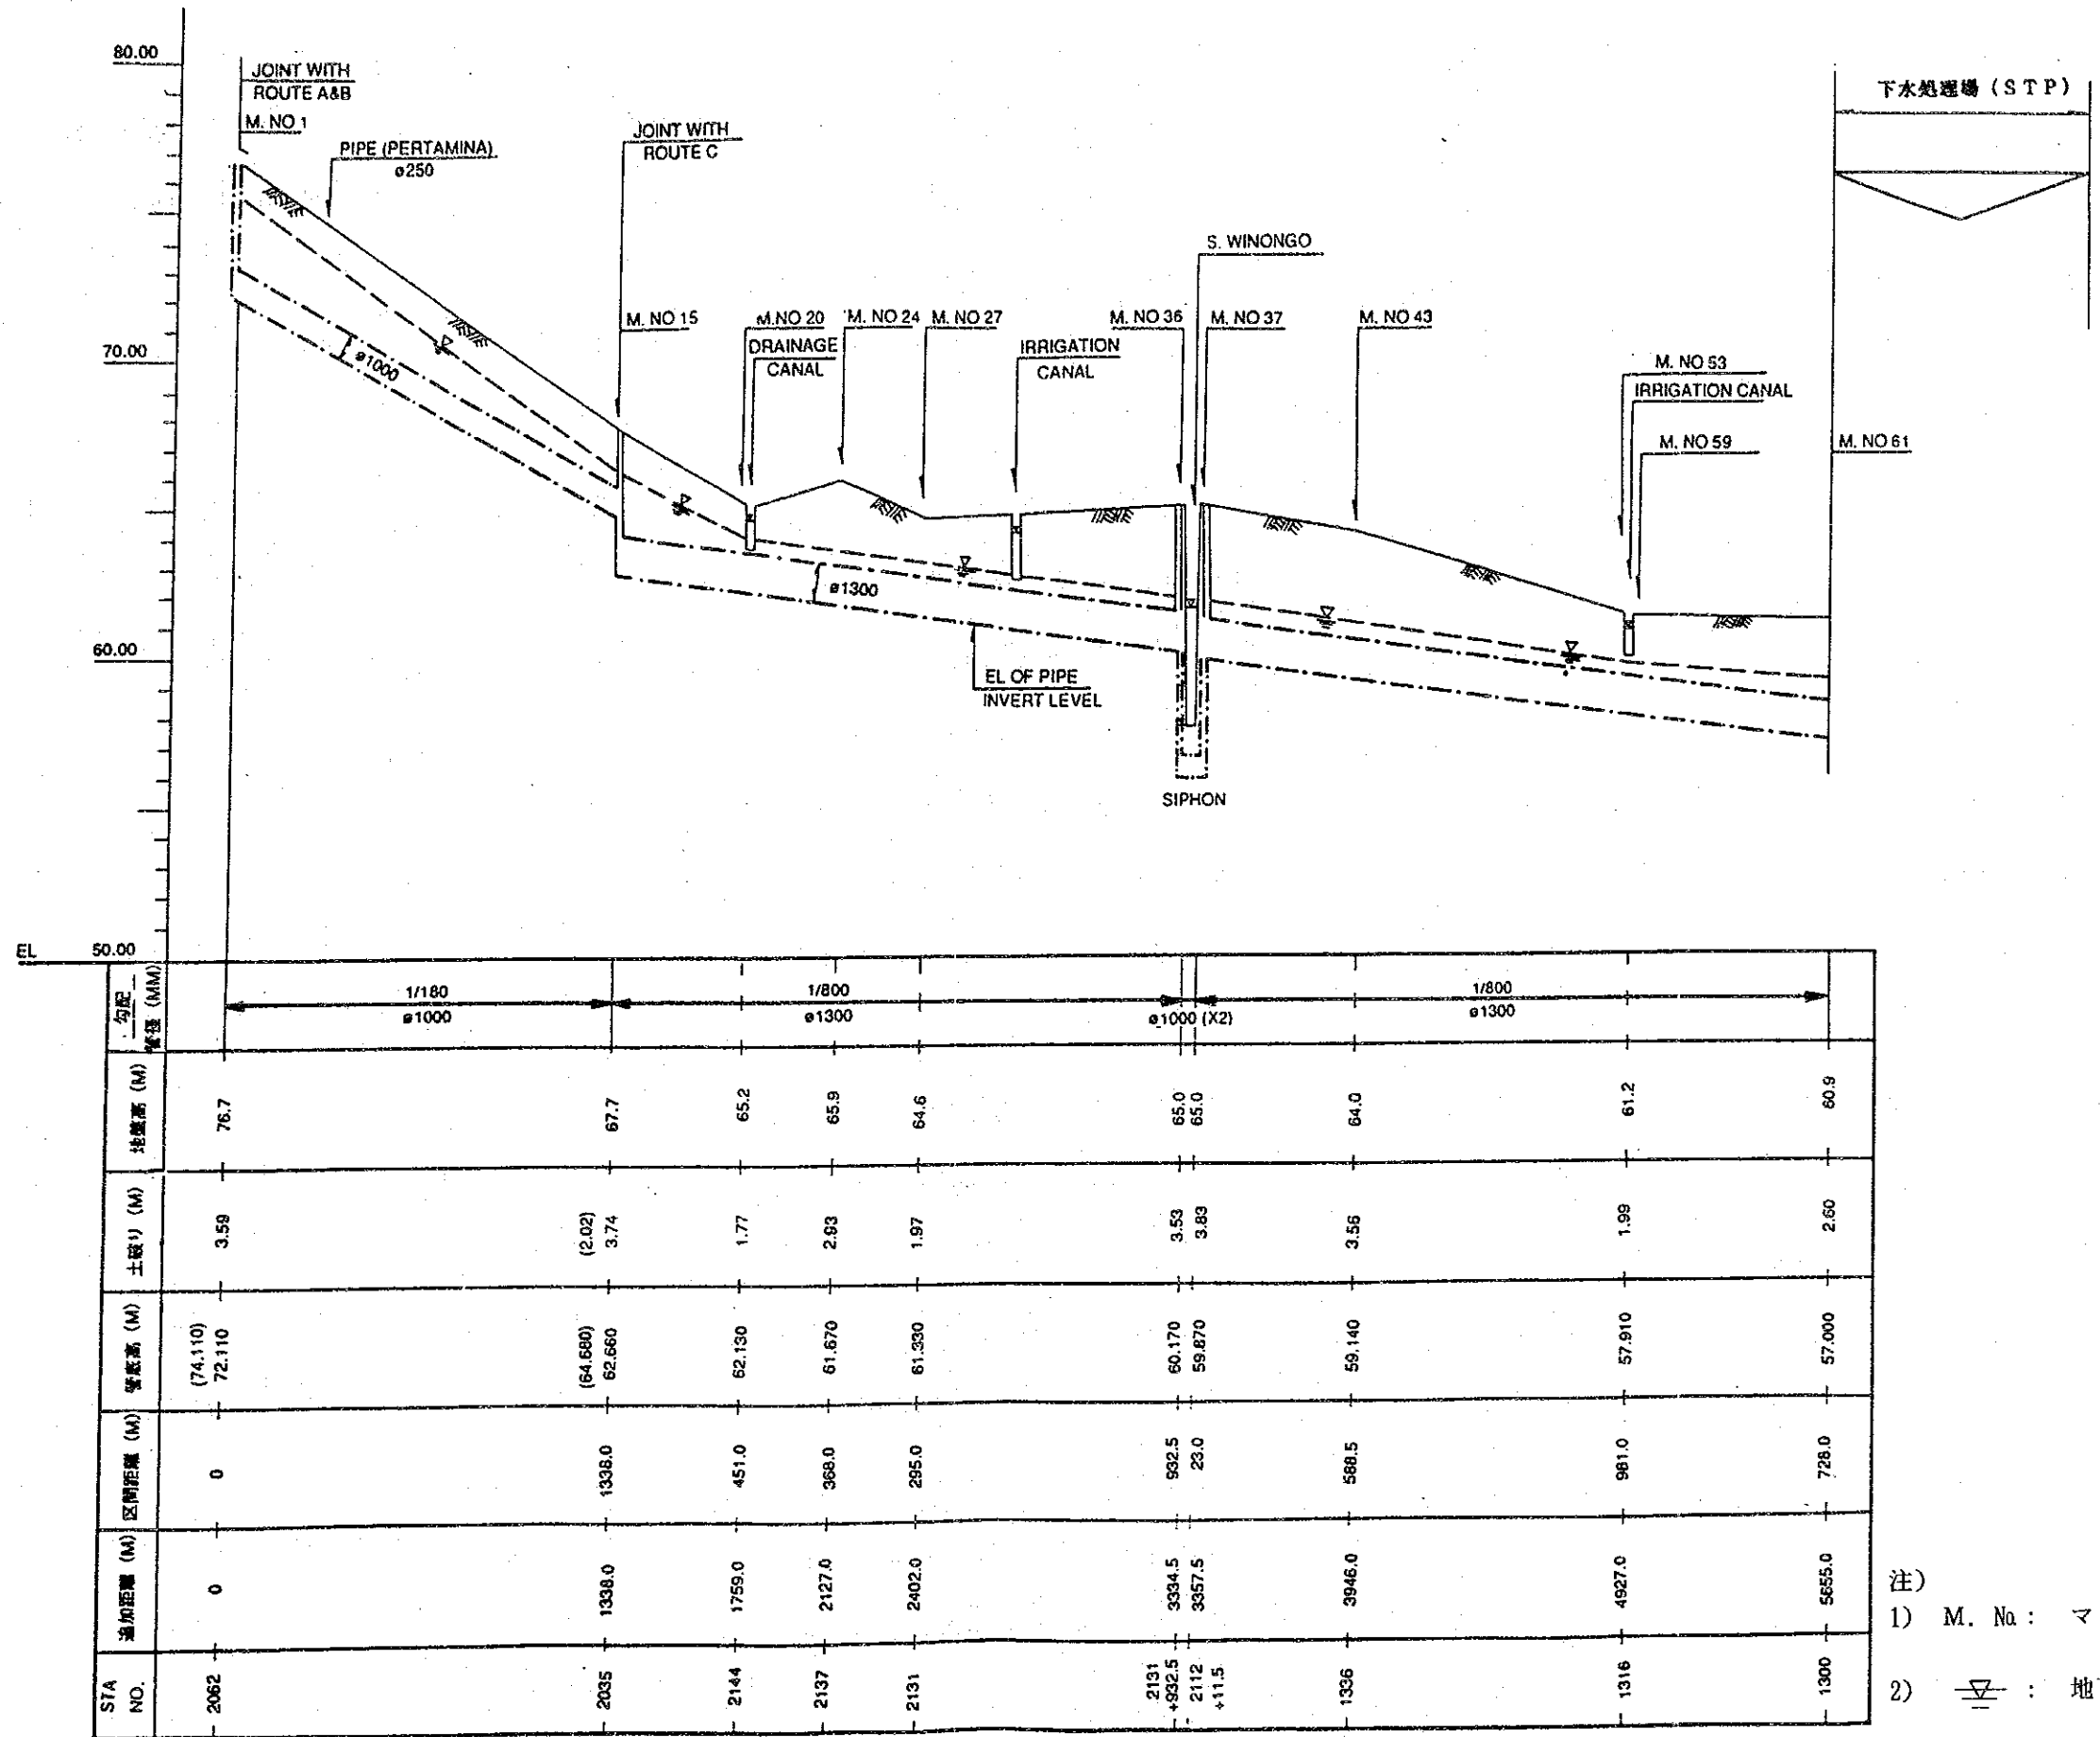 80.00
JOINT WITH
ROUTE A&B
M. NO 1
PIPE (PERTAMINA)
ø250
JOINT WITH
ROUTE C
下水処理場 (STP)
S. WINONGO
M. NO 15
M.NO 20
DRAINAGE
CANAL
M. NO 24
M. NO 27
IRRIGATION
CANAL
M. NO 36
M. NO 37
M. NO 43
M. NO 53
IRRIGATION CANAL
M. NO 59
M. NO 61
70.00
ø1000
ø1300
60.00
EL OF PIPE
INVERT LEVEL
SIPHON
EL 50.00
勾配
管径 (MM)
1/180
ø1000
1/800
ø1300
ø1000 (X2)
1/800
ø1300
地盤高 (M)
76.7
67.7
65.2
65.9
64.6
65.0
65.0
64.0
61.2
60.9
土被り (M)
3.59
(2.02)
3.74
1.77
2.93
1.97
3.53
3.83
3.56
1.99
2.60
管底高 (M)
(74.110)
72.110
(64.680)
62.660
62.130
61.670
61.330
60.170
59.870
59.140
57.910
57.000
区間距離 (M)
0
1338.0
451.0
368.0
295.0
932.5
23.0
588.5
981.0
728.0
追加距離 (M)
0
1338.0
1759.0
2127.0
2402.0
3334.5
3357.5
3946.0
4927.0
5655.0
STA
NO.
2062
2035
2144
2137
2131
2131
+932.5
2112
+11.5
1336
1316
1300
注)
1) M. No : マ
2) : 地